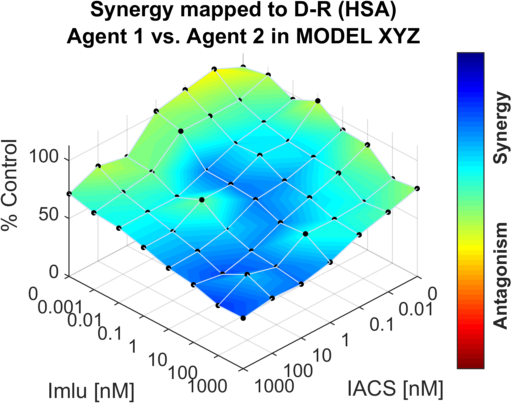 Synergy mapped to D-R (HSA)
Agent 1 vs. Agent 2 in MODEL XYZ
Synergy
Antagonism
% Control
100
50
0
0
0.001
0.01
0.1
1
10
100
1000
Imlu [nM]
0
0.01
0.1
1
10
100
1000
IACS [nM]